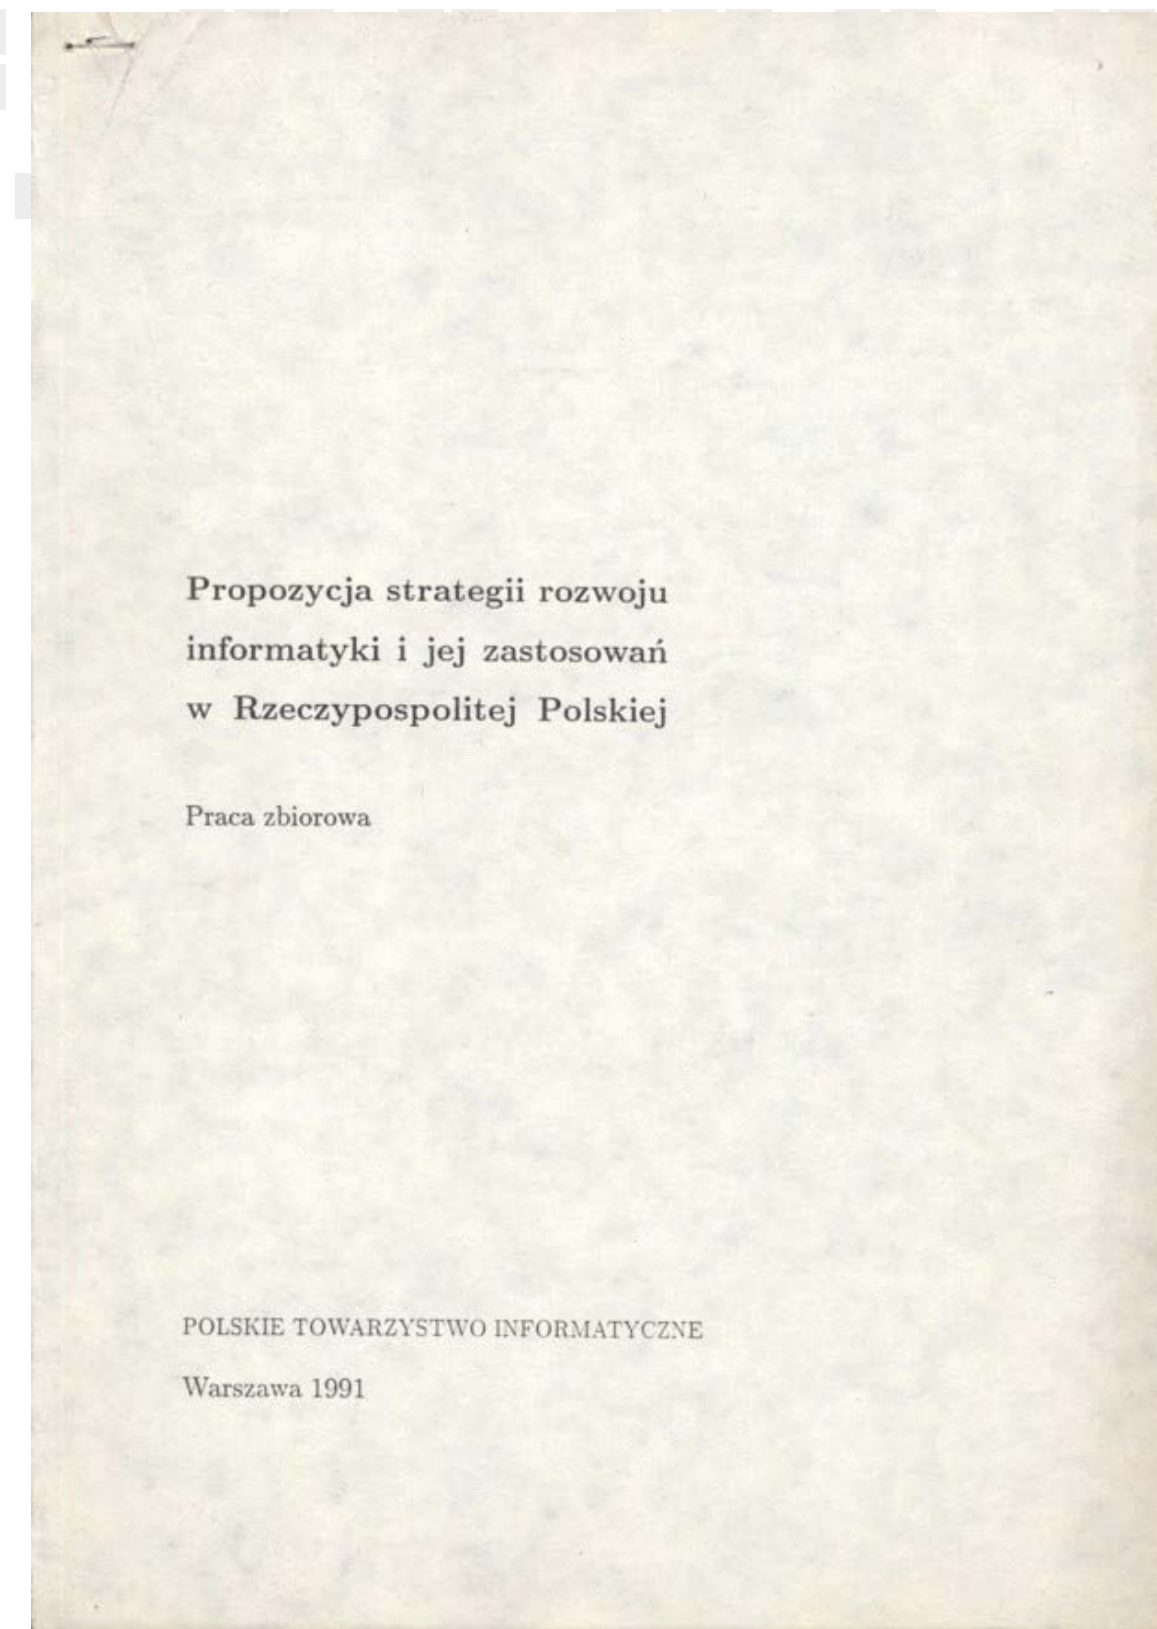 Propozycja strategii rozwoju
informatyki i jej zastosowań
w Rzeczypospolitej Polskiej
Praca zbiorowa
POLSKIE TOWARZYSTWO INFORMATYCZNE
Warszawa 1991